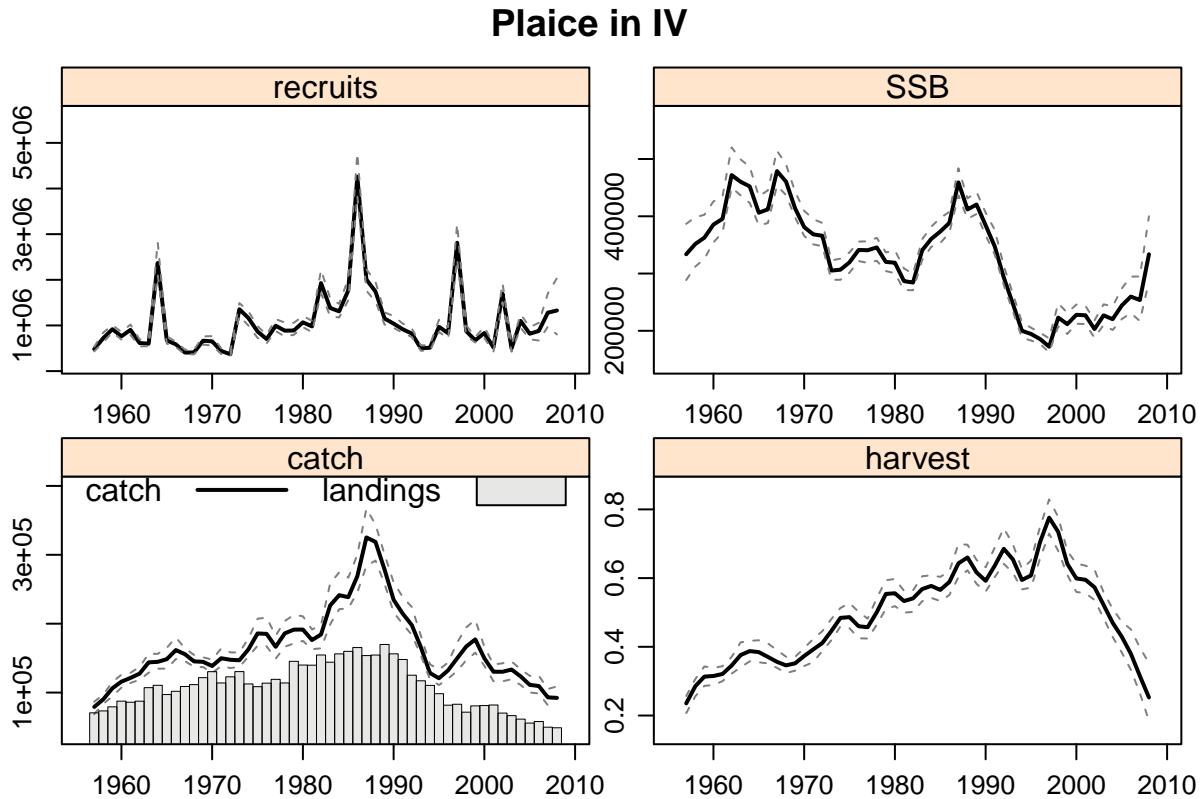 Plaice in IV
recruits
1e+06 3e+06 5e+06
1960 1970 1980 1990 2000 2010
SSB
200000 400000
1960 1970 1980 1990 2000 2010
catch
catch landings
1e+05 3e+05
1960 1970 1980 1990 2000 2010
harvest
0.2 0.4 0.6 0.8
1960 1970 1980 1990 2000 2010